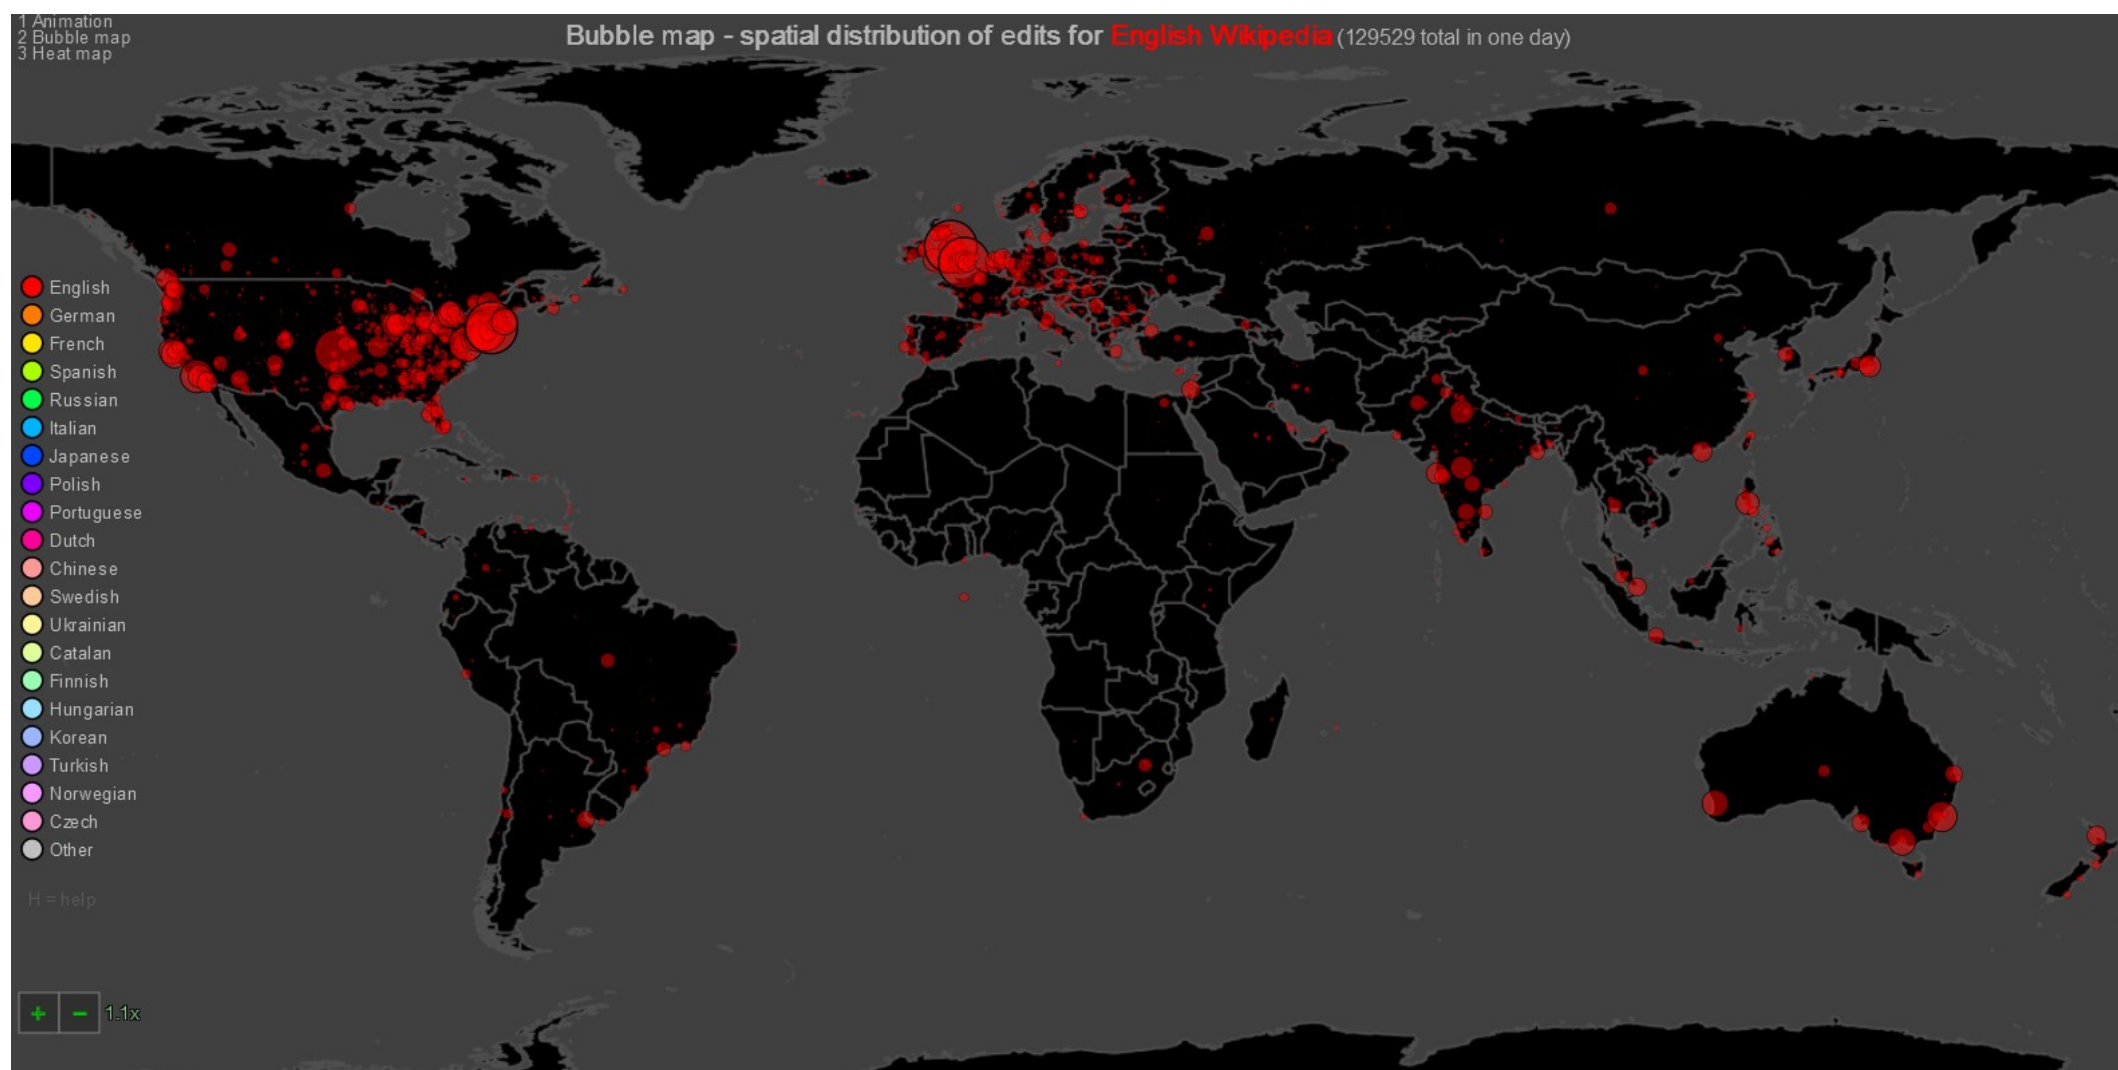 1 Animation
2 Bubble map
3 Heat map
Bubble map - spatial distribution of edits for English Wikipedia (129529 total in one day)
English
German
French
Spanish
Russian
Italian
Japanese
Polish
Portuguese
Dutch
Chinese
Swedish
Ukrainian
Catalan
Finnish
Hungarian
Korean
Turkish
Norwegian
Czech
Other
H = help
+ − 1.1x